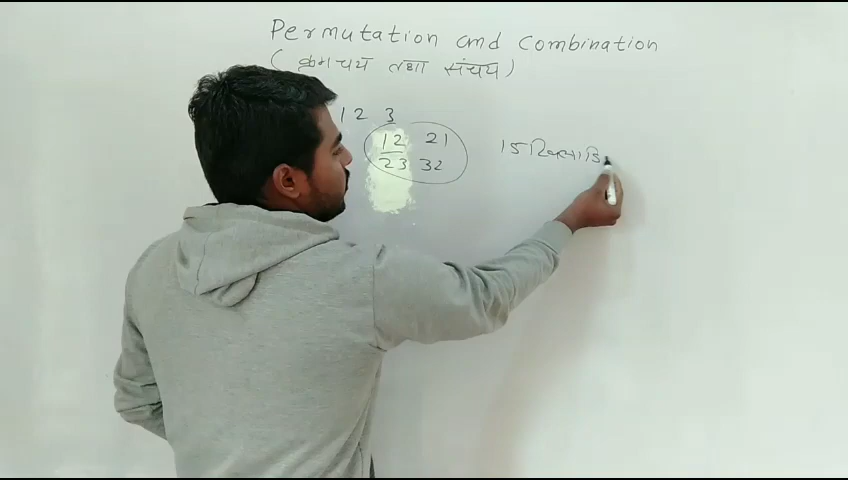 Permutation and Combination
(क्रमचय तथा संचय)
1 2 3
12 21
23 32
15 खिलाड़ि